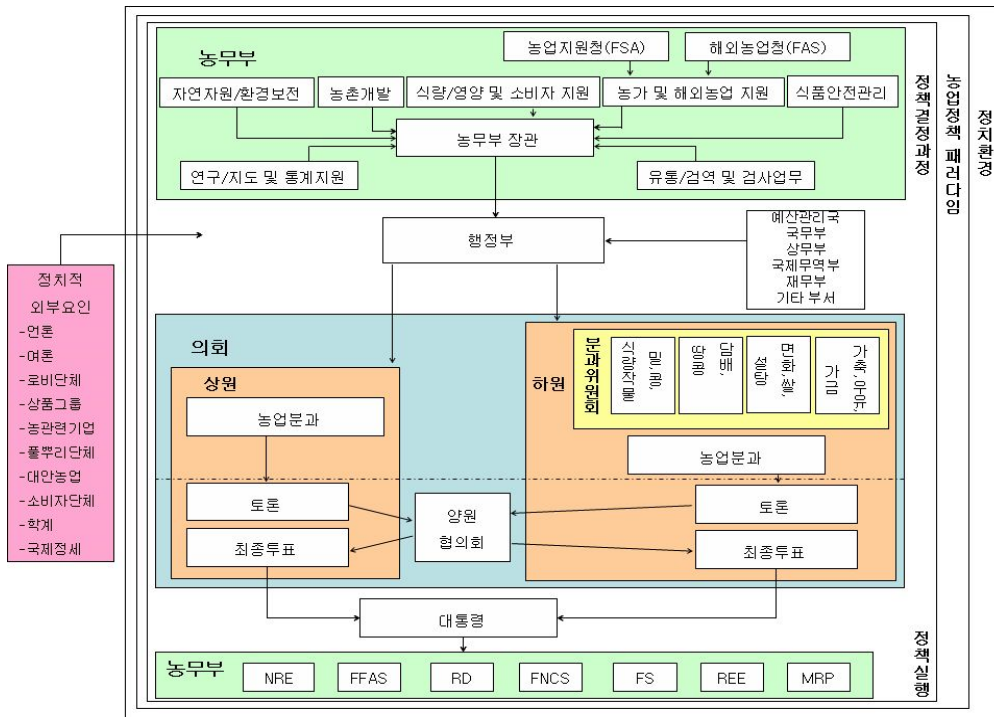 농무부
농업지원청(FSA)
해외농업청(FAS)
자연자원/환경보전
농촌개발
식량/영양 및 소비자 지원
농가 및 해외농업 지원
식품안전관리
농무부 장관
연구/지도 및 통계지원
유통/검역 및 검사업무
정책결정과정
농업정책 패러다임
정치환경
행정부
예산관리국
국무부
상무부
국제무역부
재무부
기타 부서
정치적
외부요인
-언론
-여론
-로비단체
-상품그룹
-농관련기업
-풀뿌리단체
-대안농업
-소비자단체
-학계
-국제정세
의회
상원
농업분과
토론
최종투표
양원
협의회
하원
분과위원회
밀,콩,
식량작물
담배,
땅콩
면화,쌀,
설탕
가축,우유,
가금
농업분과
토론
최종투표
대통령
정책실행
농무부
NRE
FFAS
RD
FNCS
FS
REE
MRP